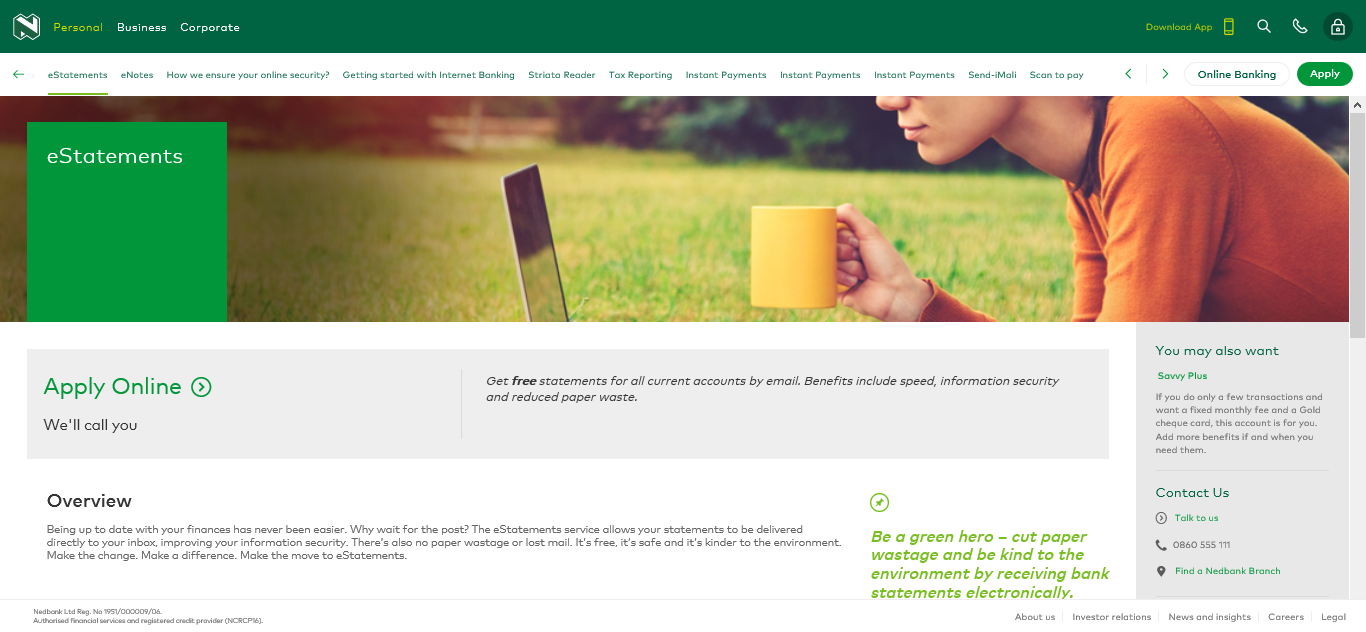 Personal Business Corporate
Download App
eStatements eNotes How we ensure your online security? Getting started with Internet Banking Striata Reader Tax Reporting Instant Payments Instant Payments Instant Payments Send-iMali Scan to pay
Online Banking
Apply
eStatements
Apply Online
We'll call you
Get free statements for all current accounts by email. Benefits include speed, information security
and reduced paper waste.
Overview
Being up to date with your finances has never been easier. Why wait for the post? The eStatements service allows your statements to be delivered
directly to your inbox, improving your information security. There's also no paper wastage or lost mail. It's free, it's safe and it's kinder to the environment.
Make the change. Make a difference. Make the move to eStatements.
Be a green hero – cut paper
wastage and be kind to the
environment by receiving bank
statements electronically.
You may also want
Savvy Plus
If you do only a few transactions and
want a fixed monthly fee and a Gold
cheque card, this account is for you.
Add more benefits if and when you
need them.
Contact Us
Talk to us
0860 555 111
Find a Nedbank Branch
Nedbank Ltd Reg. No 1951/000009/06.
Authorised financial services and registered credit provider (NCRCP16).
About us Investor relations News and insights Careers Legal